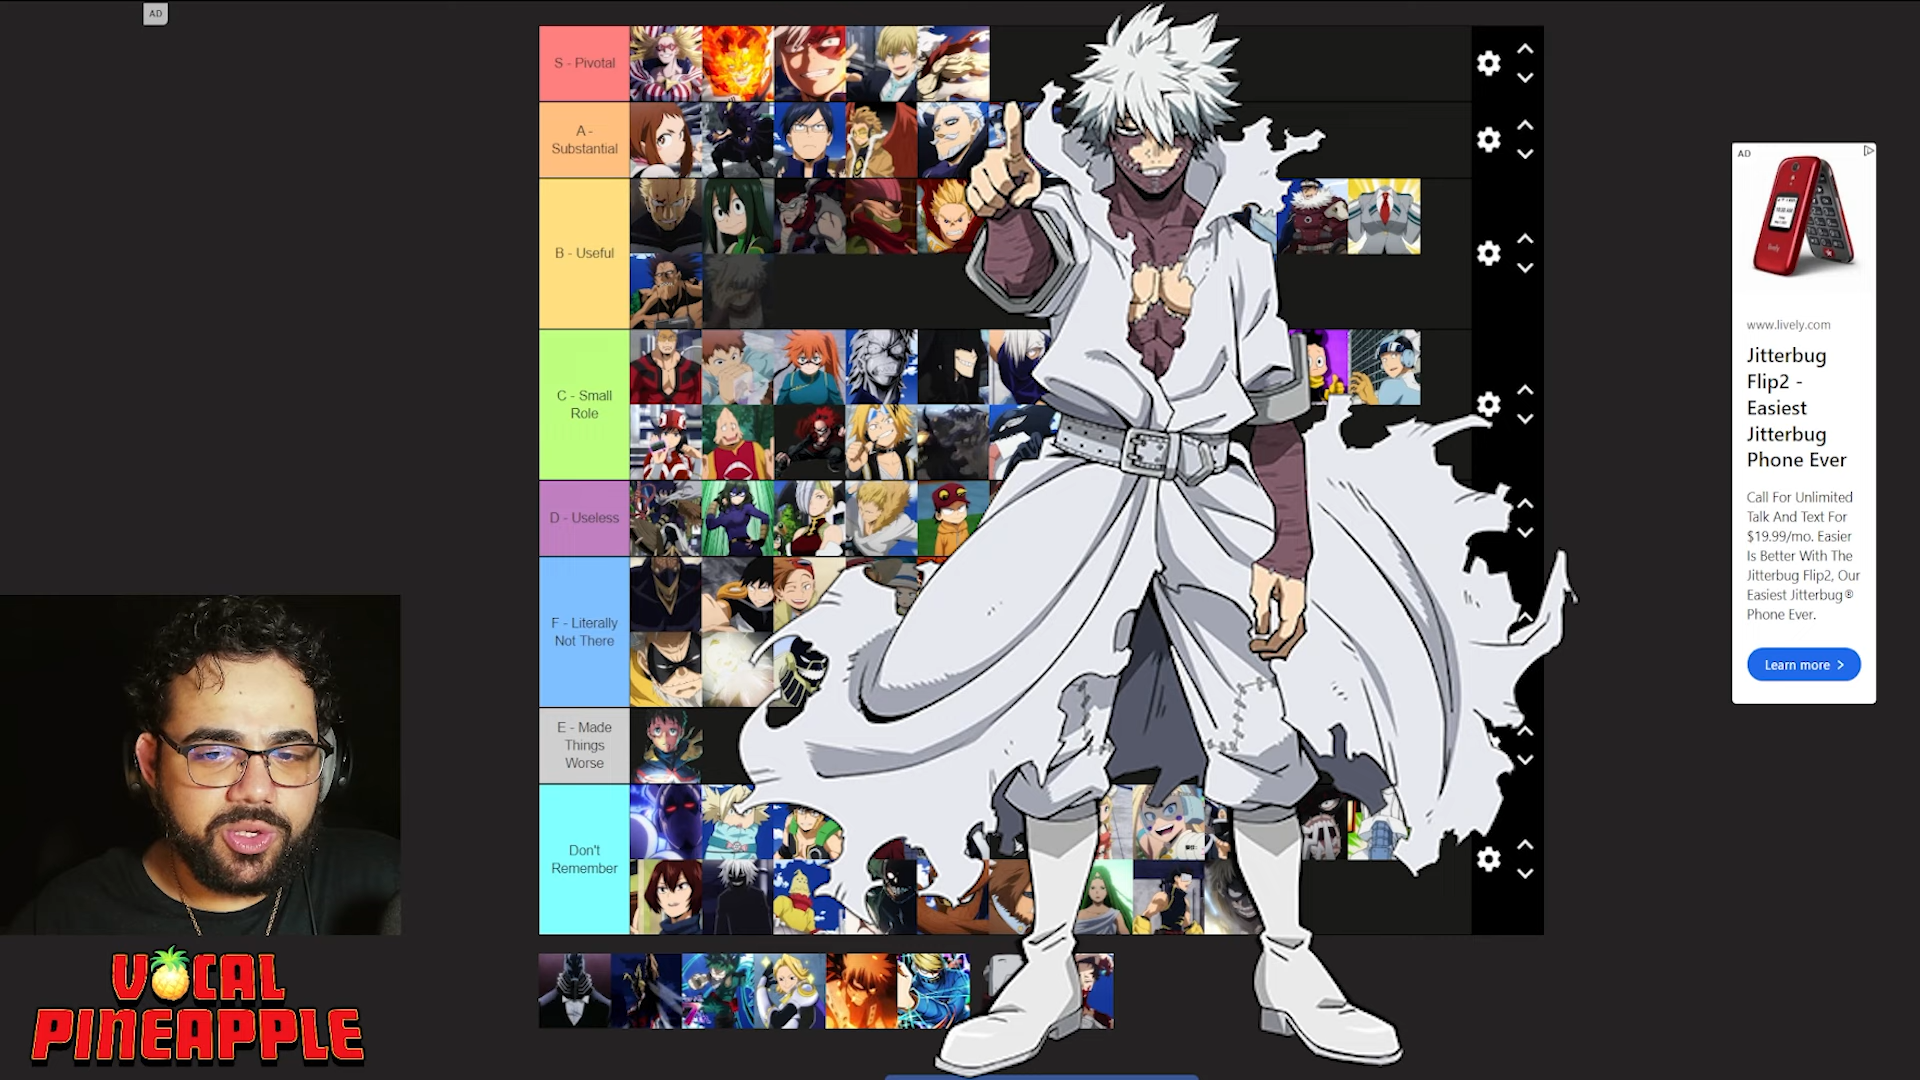 AD
S - Pivotal
A -
Substantial
B - Useful
C - Small
Role
D - Useless
F - Literally
Not There
E - Made
Things
Worse
Don't
Remember
VOCAL
PINEAPPLE
AD
www.lively.com
Jitterbug
Flip2 -
Easiest
Jitterbug
Phone Ever
Call For Unlimited
Talk And Text For
$19.99/mo. Easier
Is Better With The
Jitterbug Flip2, Our
Easiest Jitterbug®
Phone Ever.
Learn more >